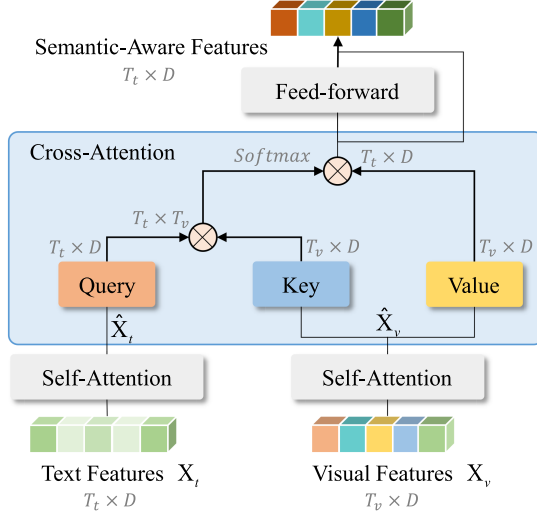 Semantic-Aware Features
T_t × D
Feed-forward
Cross-Attention
Softmax
T_t × D
T_t × T_v
T_t × D
T_v × D
T_v × D
Query
Key
Value
X̂_t
X̂_v
Self-Attention
Self-Attention
Text Features X_t
Visual Features X_v
T_t × D
T_v × D